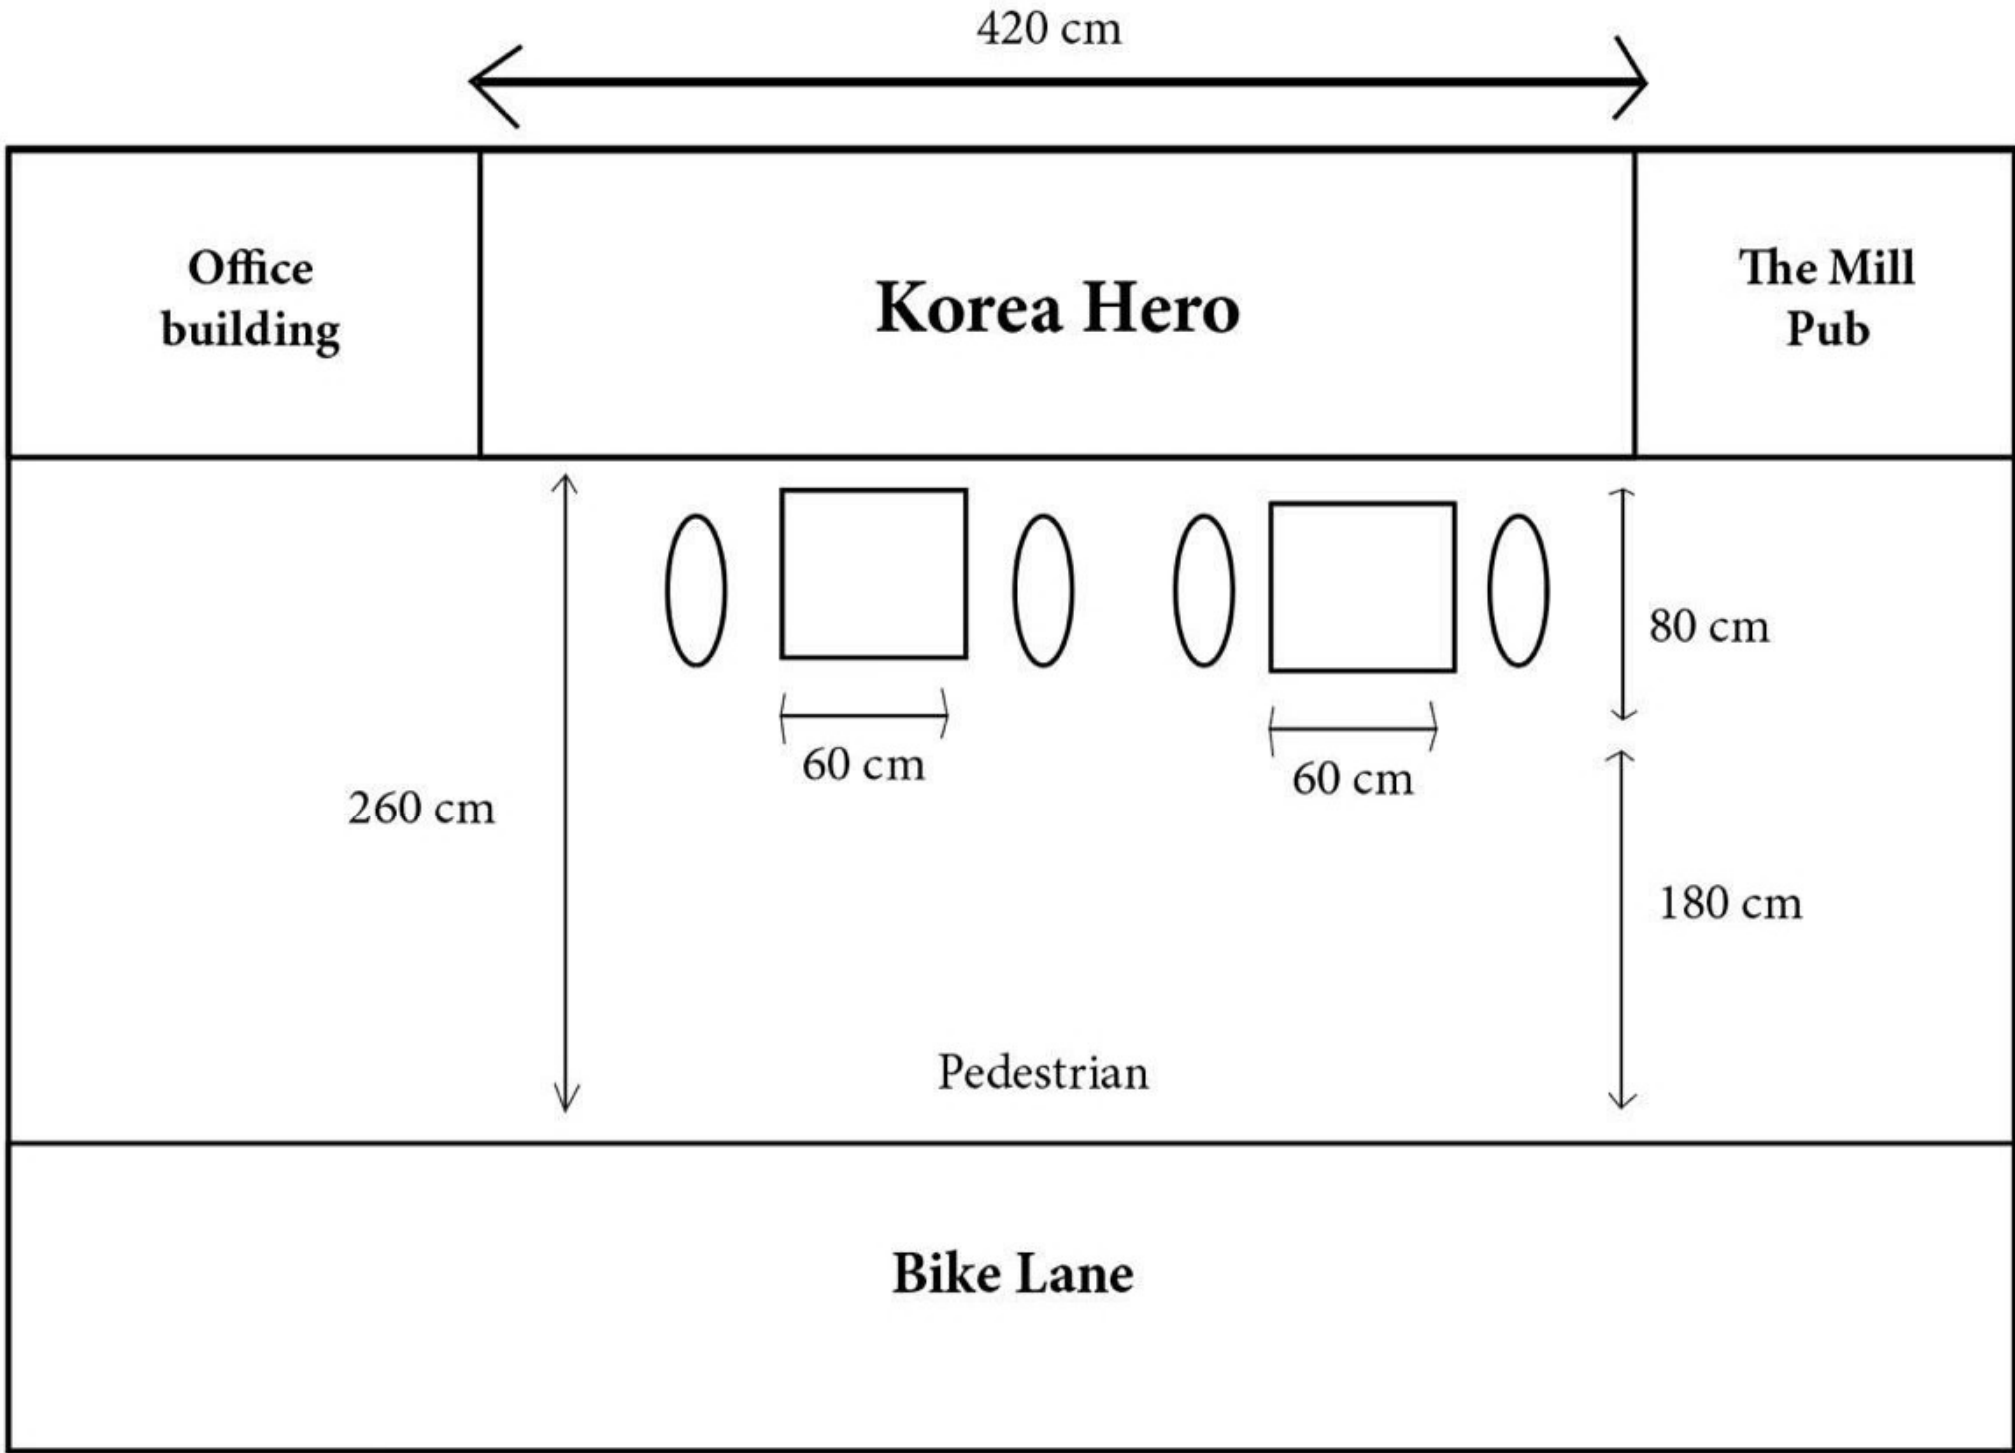 420 cm
Office
building
Korea Hero
The Mill
Pub
80 cm
60 cm
60 cm
260 cm
180 cm
Pedestrian
Bike Lane